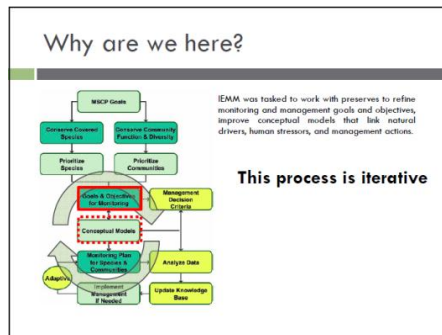 Why are we here?
MSCP Goals
Conserve Covered
Species
Conserve Community
Function & Diversity
Prioritize
Species
Prioritize
Communities
Goals & Objectives
for Monitoring
Management
Decision
Criteria
Conceptual Models
Monitoring Plan
for Species &
Communities
Analyze Data
Adaptive
Implement
Management
If Needed
Update Knowledge
Base
IEMM was tasked to work with preserves to refine
monitoring and management goals and objectives,
improve conceptual models that link natural
drivers, human stressors, and management actions.
This process is iterative